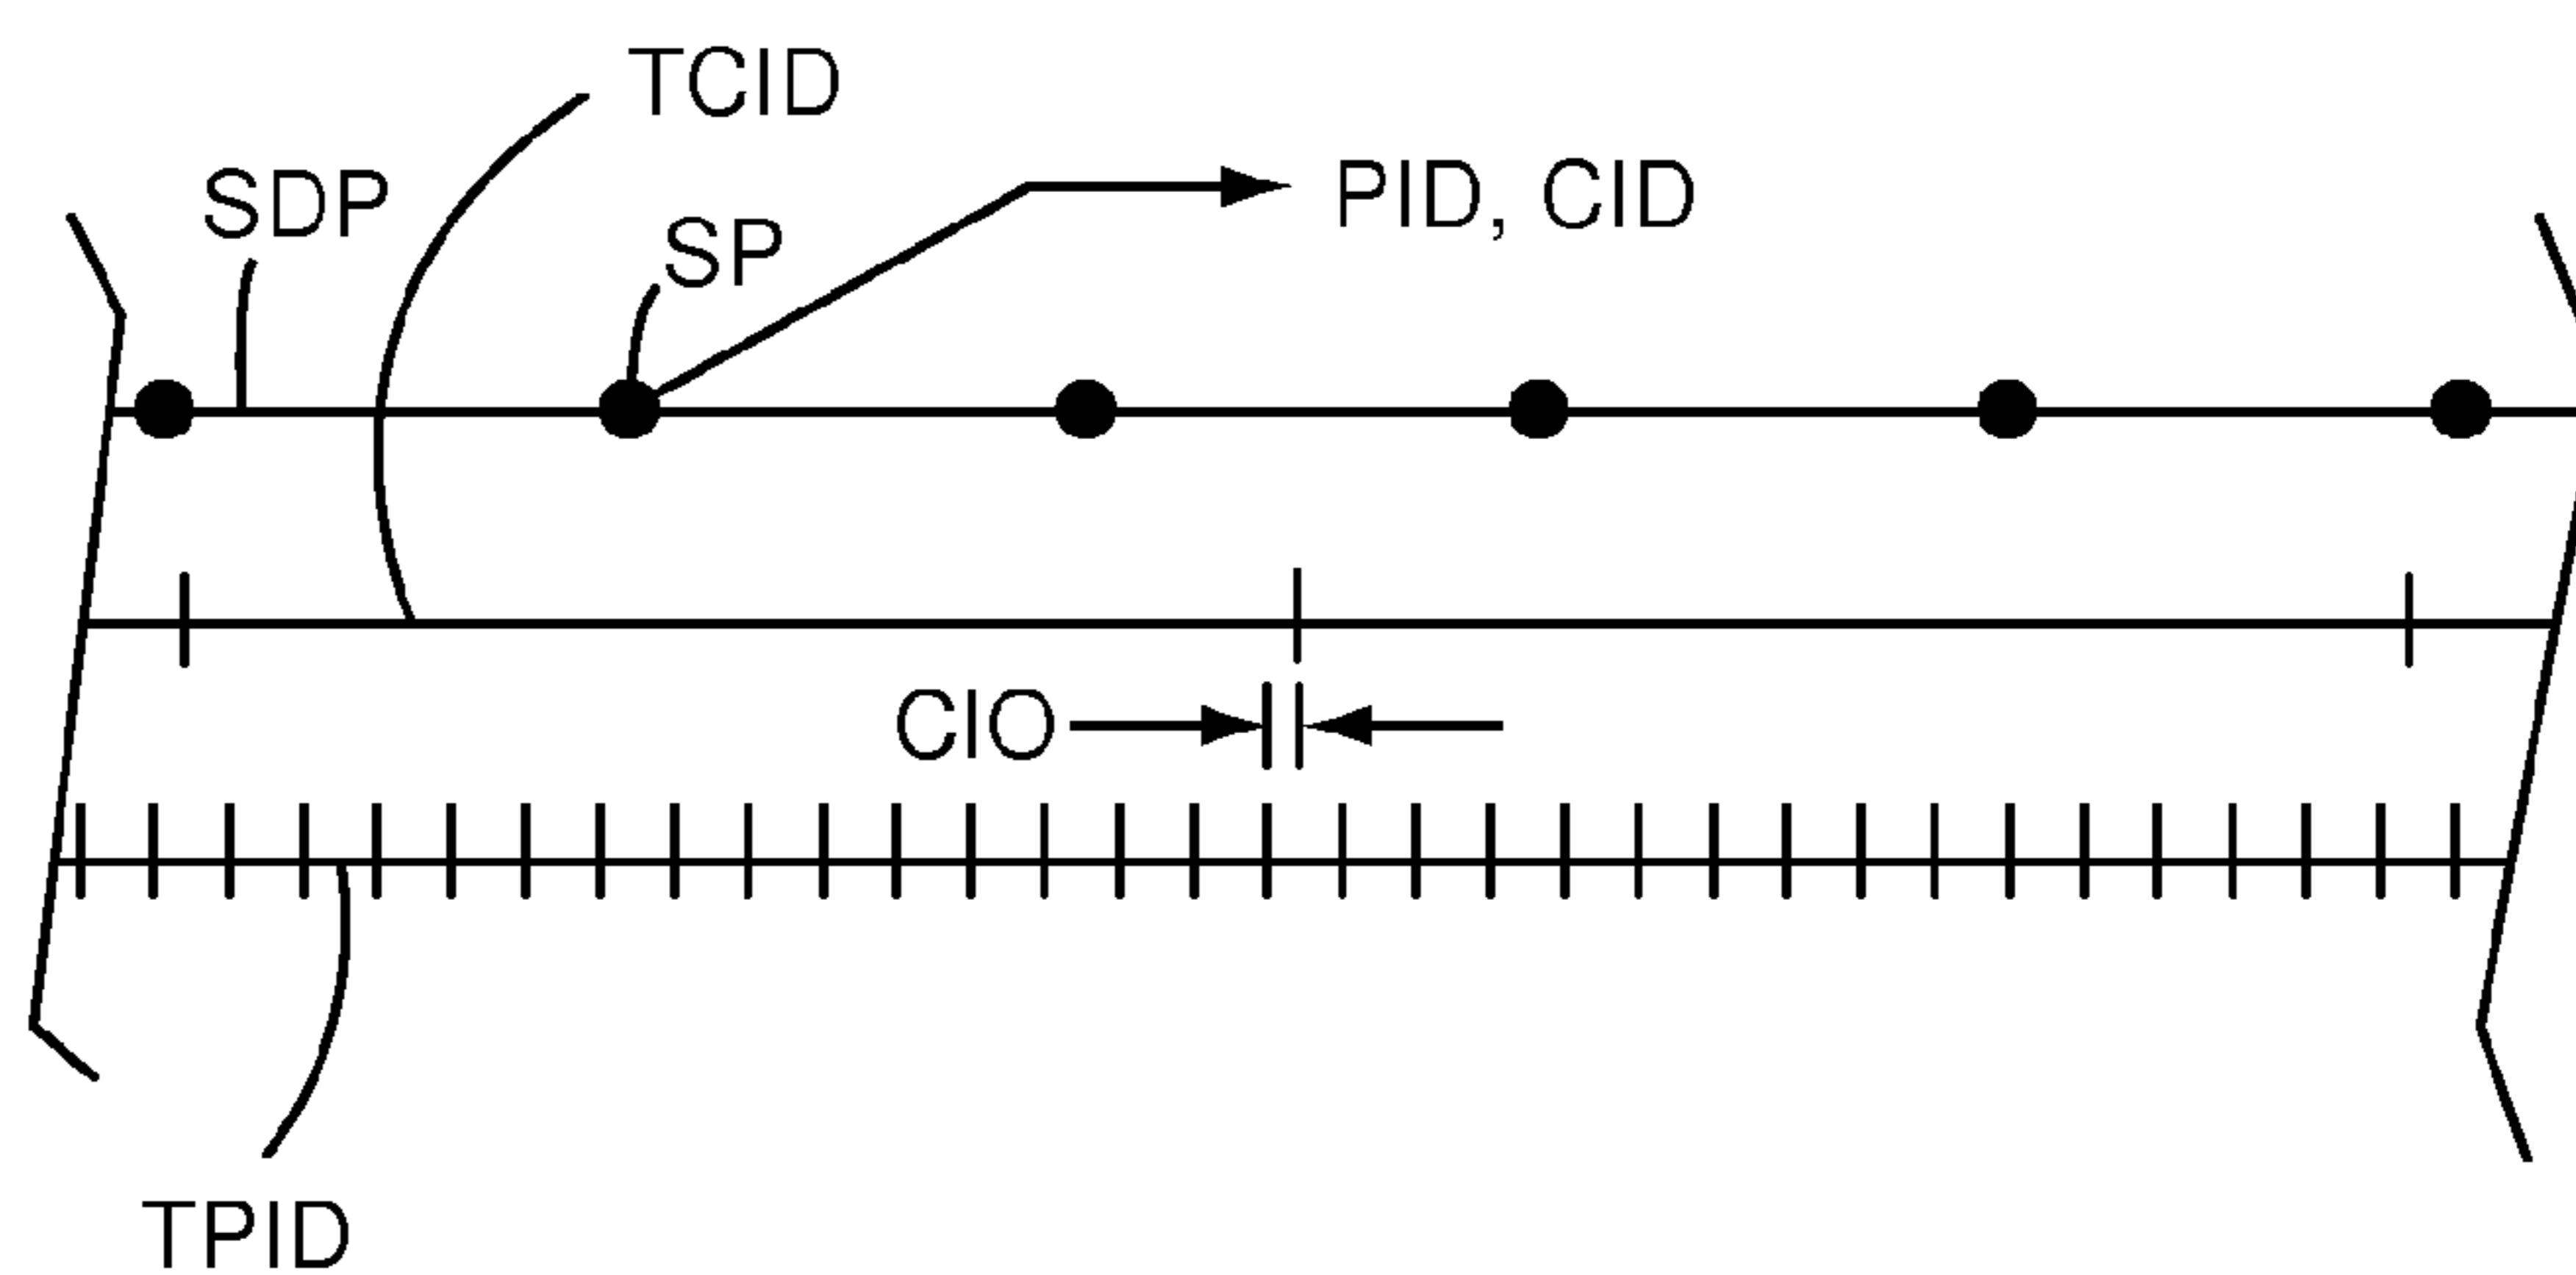 TCID
SDP
SP
PID, CID
CIO
TPID